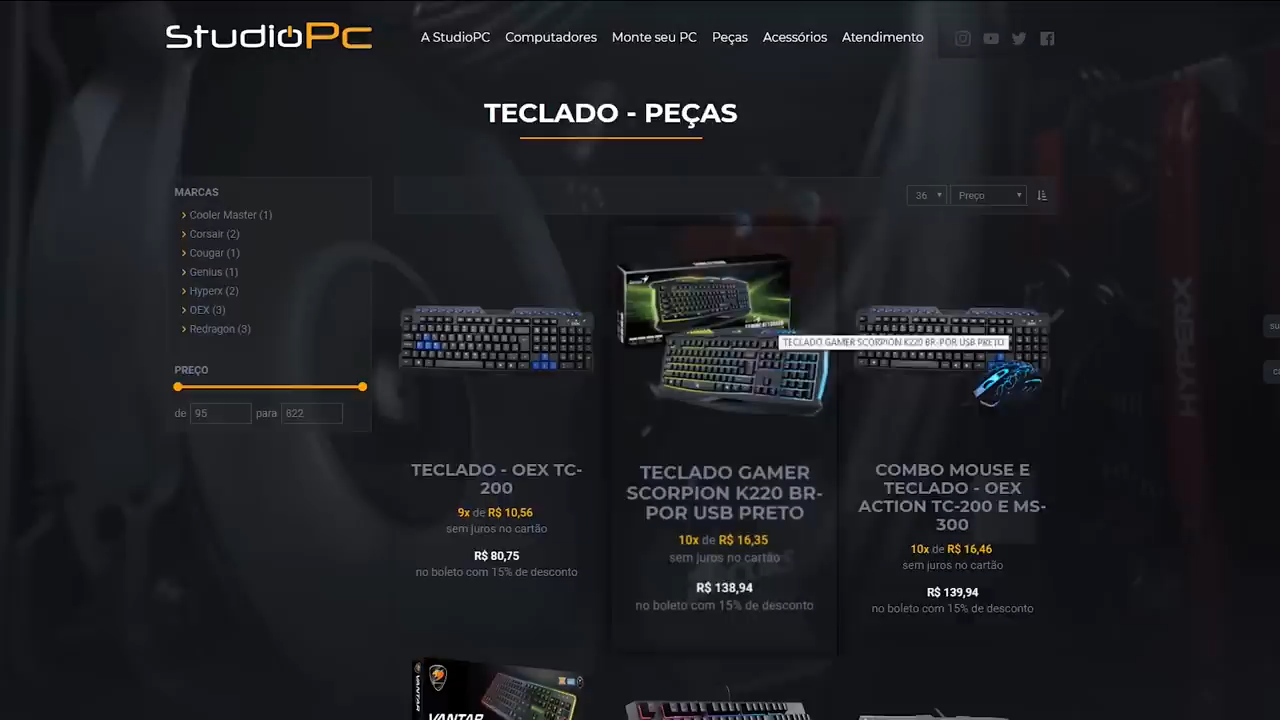 StudioPc
A StudioPC Computadores Monte seu PC Peças Acessórios Atendimento
TECLADO - PEÇAS
MARCAS
Cooler Master (1)
Corsair (2)
Cougar (1)
Genius (1)
Hyperx (2)
OEX (3)
Redragon (3)
PREÇO
de 95 para 822
36 Preço
TECLADO GAMER SCORPION K220 BR-POR USB PRETO
HYPERX
TECLADO - OEX TC-
200
9x de R$ 10,56
sem juros no cartão
R$ 80,75
no boleto com 15% de desconto
TECLADO GAMER
SCORPION K220 BR-
POR USB PRETO
10x de R$ 16,35
sem juros no cartão
R$ 138,94
no boleto com 15% de desconto
COMBO MOUSE E
TECLADO - OEX
ACTION TC-200 E MS-
300
10x de R$ 16,46
sem juros no cartão
R$ 139,94
no boleto com 15% de desconto
VANTAR
VANTAR